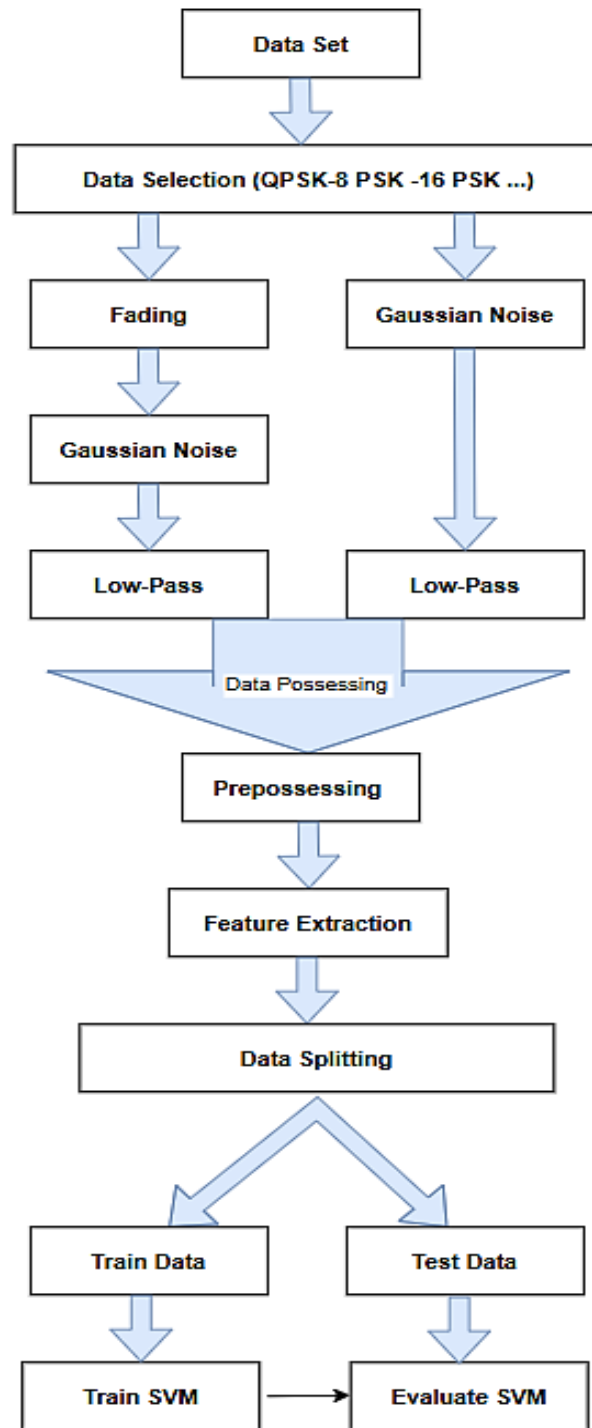 Data Set
Data Selection (QPSK-8 PSK -16 PSK ...)
Fading
Gaussian Noise
Gaussian Noise
Low-Pass
Low-Pass
Data Possessing
Prepossessing
Feature Extraction
Data Splitting
Train Data
Test Data
Train SVM
Evaluate SVM